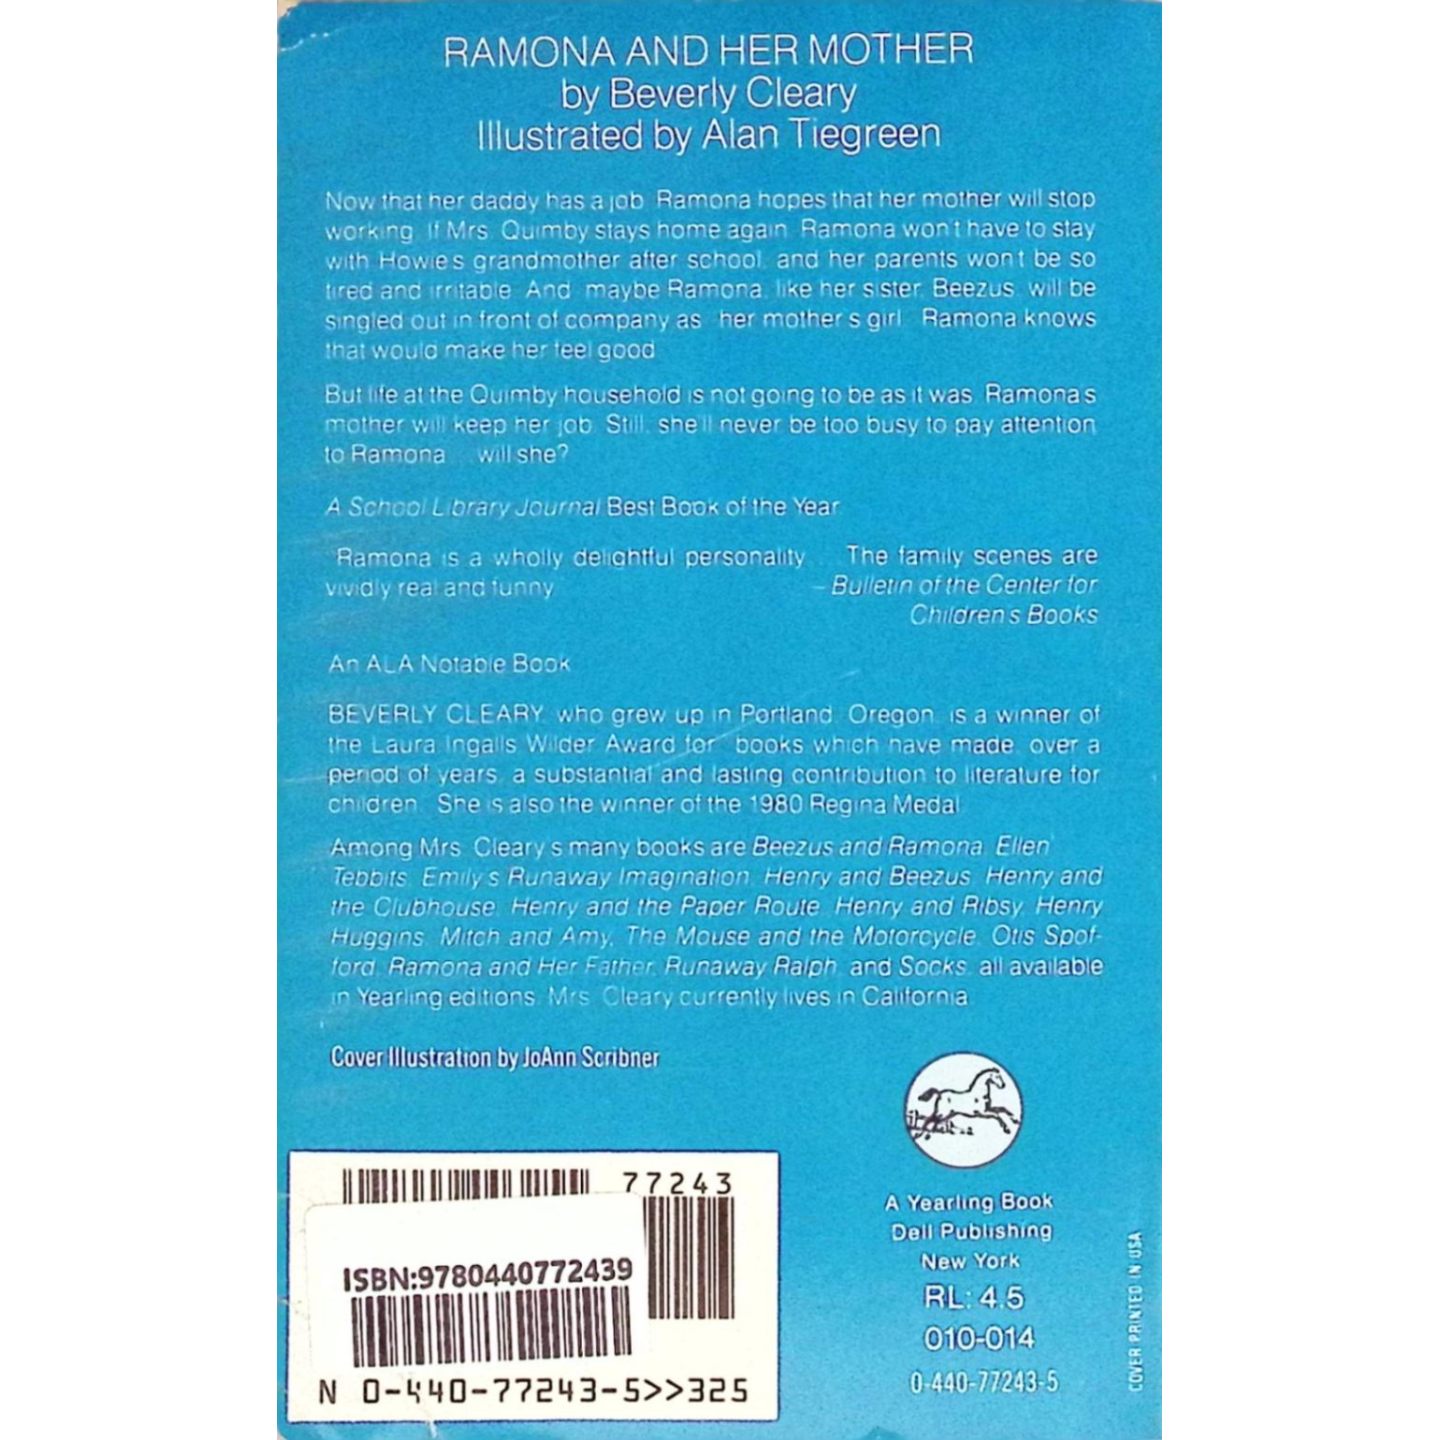 RAMONA AND HER MOTHER
by Beverly Cleary
Illustrated by Alan Tiegreen
Now that her daddy has a job Ramona hopes that her mother will stop
working. If Mrs. Quimby stays home again, Ramona won't have to stay
with Howie's grandmother after school, and her parents won't be so
tired and irritable. And, maybe Ramona, like her sister, Beezus, will be
singled out in front of company as "her mother's girl." Ramona knows
that would make her feel good.
But life at the Quimby household is not going to be as it was. Ramona's
mother will keep her job. Still, she'll never be too busy to pay attention
to Ramona . . . will she?
A School Library Journal Best Book of the Year
"Ramona is a wholly delightful personality . . . The family scenes are
vividly real and funny."
– Bulletin of the Center for
Children's Books
An ALA Notable Book
BEVERLY CLEARY, who grew up in Portland, Oregon, is a winner of
the Laura Ingalls Wilder Award for "books which have made, over a
period of years, a substantial and lasting contribution to literature for
children." She is also the winner of the 1980 Regina Medal.
Among Mrs. Cleary's many books are Beezus and Ramona, Ellen
Tebbits, Emily's Runaway Imagination, Henry and Beezus, Henry and
the Clubhouse, Henry and the Paper Route, Henry and Ribsy, Henry
Huggins, Mitch and Amy, The Mouse and the Motorcycle, Otis Spof-
ford, Ramona and Her Father, Runaway Ralph, and Socks, all available
in Yearling editions. Mrs. Cleary currently lives in California.
Cover Illustration by JoAnn Scribner
77243
ISBN:9780440772439
N 0-440-77243-5>>325
A Yearling Book
Dell Publishing
New York
RL: 4.5
010-014
0-440-77243-5
COVER PRINTED IN USA